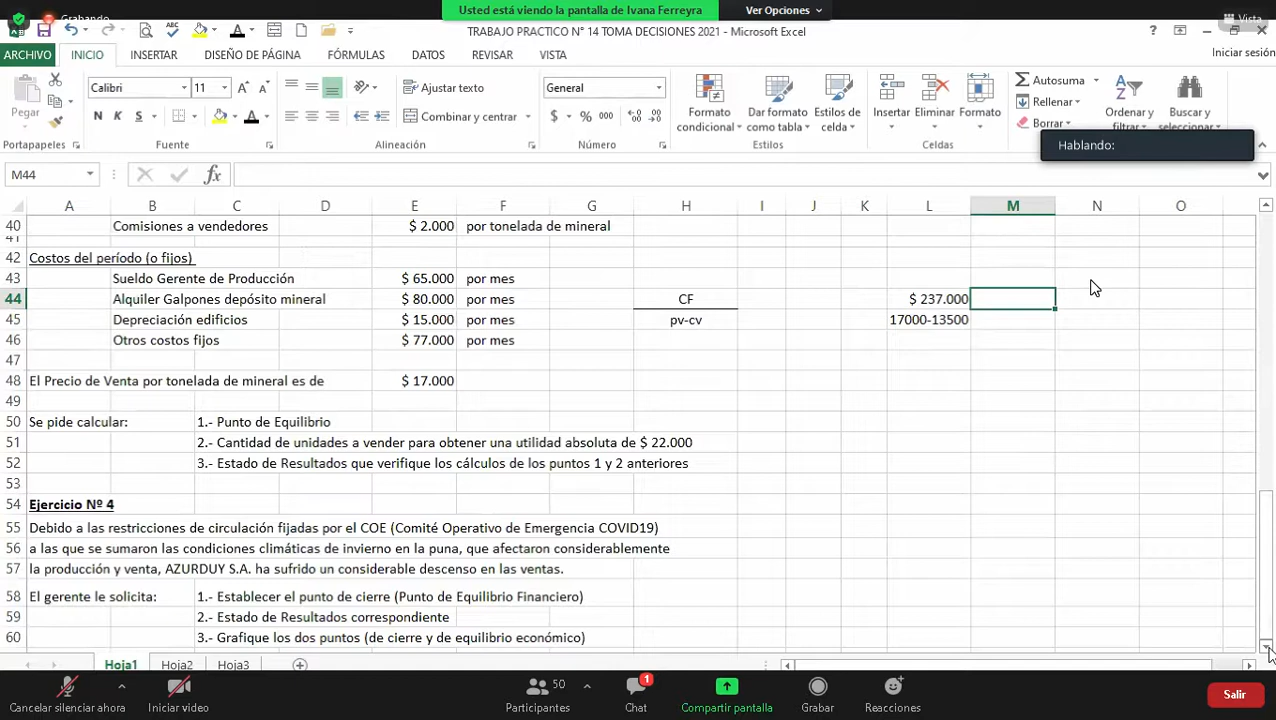 Grabando
Usted está viendo la pantalla de Ivana Ferreyra
Ver Opciones
Vista
TRABAJO PRACTICO N° 14 TOMA DECISIONES 2021 - Microsoft Excel
ARCHIVO INICIO INSERTAR DISEÑO DE PÁGINA FÓRMULAS DATOS REVISAR VISTA Iniciar sesión
Calibri 11 Ajustar texto General Autosuma
Rellenar
Pegar N K S Combinar y centrar $ % 000 Formato condicional Dar formato como tabla Estilos de celda Insertar Eliminar Formato Borrar Ordenar y filtrar Buscar y seleccionar
Portapapeles Fuente Alineación Número Estilos Celdas
Hablando:
M44 fx
A B C D E F G H I J K L M N O
40 Comisiones a vendedores $ 2.000 por tonelada de mineral
41
42 Costos del período (o fijos)
43 Sueldo Gerente de Producción $ 65.000 por mes
44 Alquiler Galpones depósito mineral $ 80.000 por mes CF $ 237.000
45 Depreciación edificios $ 15.000 por mes pv-cv 17000-13500
46 Otros costos fijos $ 77.000 por mes
47
48 El Precio de Venta por tonelada de mineral es de $ 17.000
49
50 Se pide calcular: 1.- Punto de Equilibrio
51 2.- Cantidad de unidades a vender para obtener una utilidad absoluta de $ 22.000
52 3.- Estado de Resultados que verifique los cálculos de los puntos 1 y 2 anteriores
53
54 Ejercicio Nº 4
55 Debido a las restricciones de circulación fijadas por el COE (Comité Operativo de Emergencia COVID19)
56 a las que se sumaron las condiciones climáticas de invierno en la puna, que afectaron considerablemente
57 la producción y venta, AZURDUY S.A. ha sufrido un considerable descenso en las ventas.
58 El gerente le solicita: 1.- Establecer el punto de cierre (Punto de Equilibrio Financiero)
59 2.- Estado de Resultados correspondiente
60 3.- Grafique los dos puntos (de cierre y de equilibrio económico)
Hoja1 Hoja2 Hoja3
50 1
Cancelar silenciar ahora Iniciar video Participantes Chat Compartir pantalla Grabar Reacciones Salir